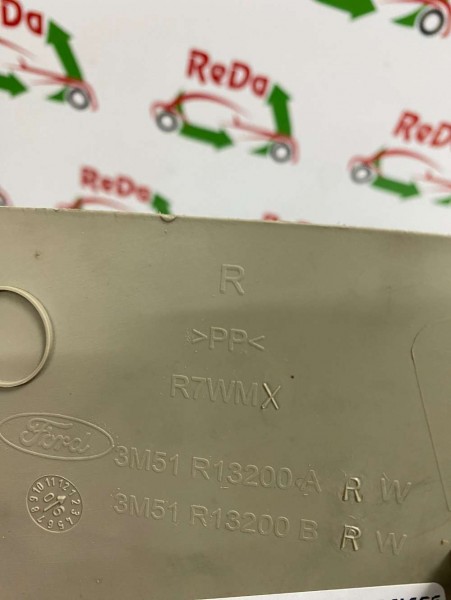 ReDa
ReDa
ReDa
ReDa
R
>PP<
R7WMX
Ford
3M51 R13200-A R W
3M51 R13200 B R W